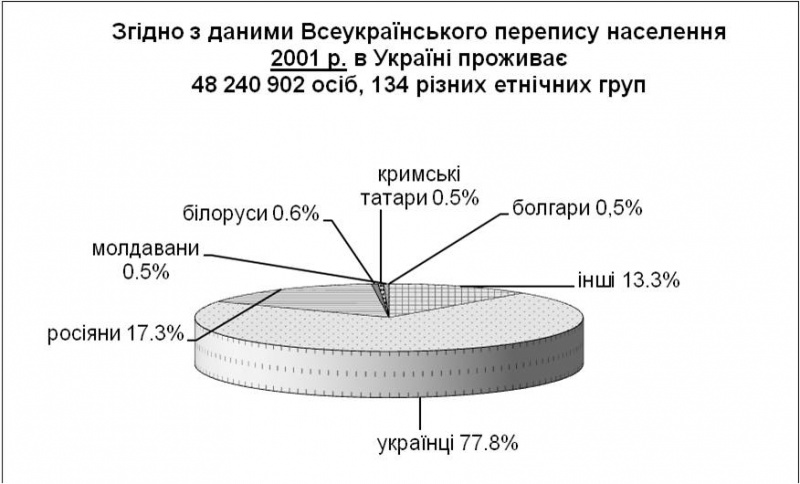 Згідно з даними Всеукраїнського перепису населення
2001 р. в Україні проживає
48 240 902 осіб, 134 різних етнічних груп
кримські
татари 0.5%
білоруси 0.6%
болгари 0,5%
молдавани
0.5%
інші 13.3%
росіяни 17.3%
українці 77.8%